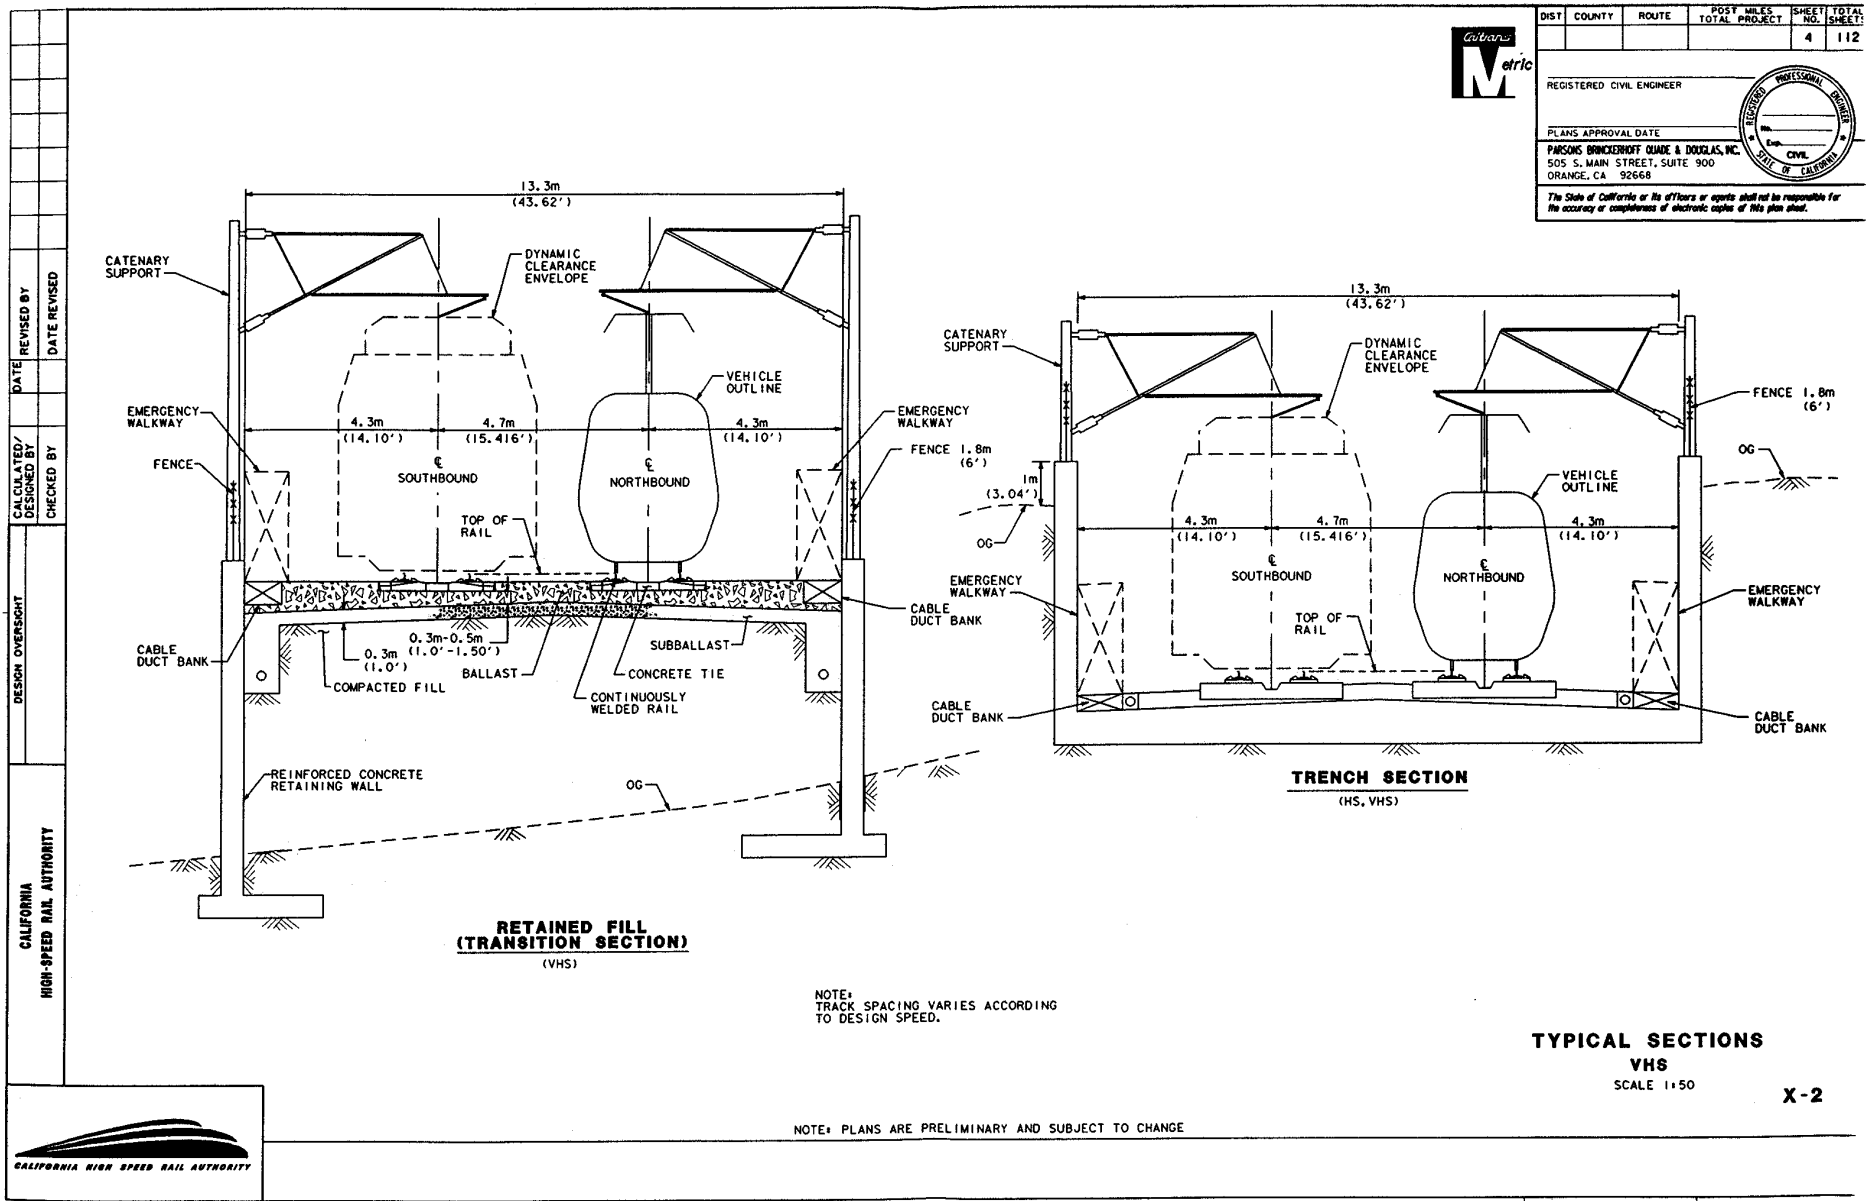 DIST COUNTY ROUTE POST MILES TOTAL PROJECT SHEET NO. TOTAL SHEETS
4 112
Caltrans
Metric
REGISTERED CIVIL ENGINEER
PLANS APPROVAL DATE
REGISTERED PROFESSIONAL ENGINEER
No.
Exp.
CIVIL
STATE OF CALIFORNIA
PARSONS BRINCKERHOFF QUADE & DOUGLAS, INC.
505 S. MAIN STREET, SUITE 900
ORANGE, CA 92668
The State of California or its officers or agents shall not be responsible for
the accuracy or completeness of electronic copies of this plan sheet.
DATE REVISED BY
DATE REVISED
CALCULATED/
DESIGNED BY
CHECKED BY
DESIGN OVERSIGHT
CALIFORNIA
HIGH-SPEED RAIL AUTHORITY
13.3m
(43.62')
CATENARY
SUPPORT
DYNAMIC
CLEARANCE
ENVELOPE
VEHICLE
OUTLINE
EMERGENCY
WALKWAY
FENCE
4.3m
(14.10')
4.7m
(15.416')
4.3m
(14.10')
EMERGENCY
WALKWAY
FENCE 1.8m
(6')
℄
SOUTHBOUND
℄
NORTHBOUND
TOP OF
RAIL
CABLE
DUCT BANK
0.3m
(1.0')
0.3m-0.5m
(1.0'-1.50')
COMPACTED FILL
BALLAST
CONTINUOUSLY
WELDED RAIL
CONCRETE TIE
SUBBALLAST
CABLE
DUCT BANK
REINFORCED CONCRETE
RETAINING WALL
OG
RETAINED FILL
(TRANSITION SECTION)
(VHS)
13.3m
(43.62')
CATENARY
SUPPORT
DYNAMIC
CLEARANCE
ENVELOPE
FENCE 1.8m
(6')
OG
VEHICLE
OUTLINE
1m
(3.04')
OG
4.3m
(14.10')
4.7m
(15.416')
4.3m
(14.10')
℄
SOUTHBOUND
℄
NORTHBOUND
EMERGENCY
WALKWAY
EMERGENCY
WALKWAY
TOP OF
RAIL
CABLE
DUCT BANK
CABLE
DUCT BANK
TRENCH SECTION
(HS, VHS)
NOTE:
TRACK SPACING VARIES ACCORDING
TO DESIGN SPEED.
TYPICAL SECTIONS
VHS
SCALE 1:50
X-2
NOTE: PLANS ARE PRELIMINARY AND SUBJECT TO CHANGE
CALIFORNIA HIGH SPEED RAIL AUTHORITY